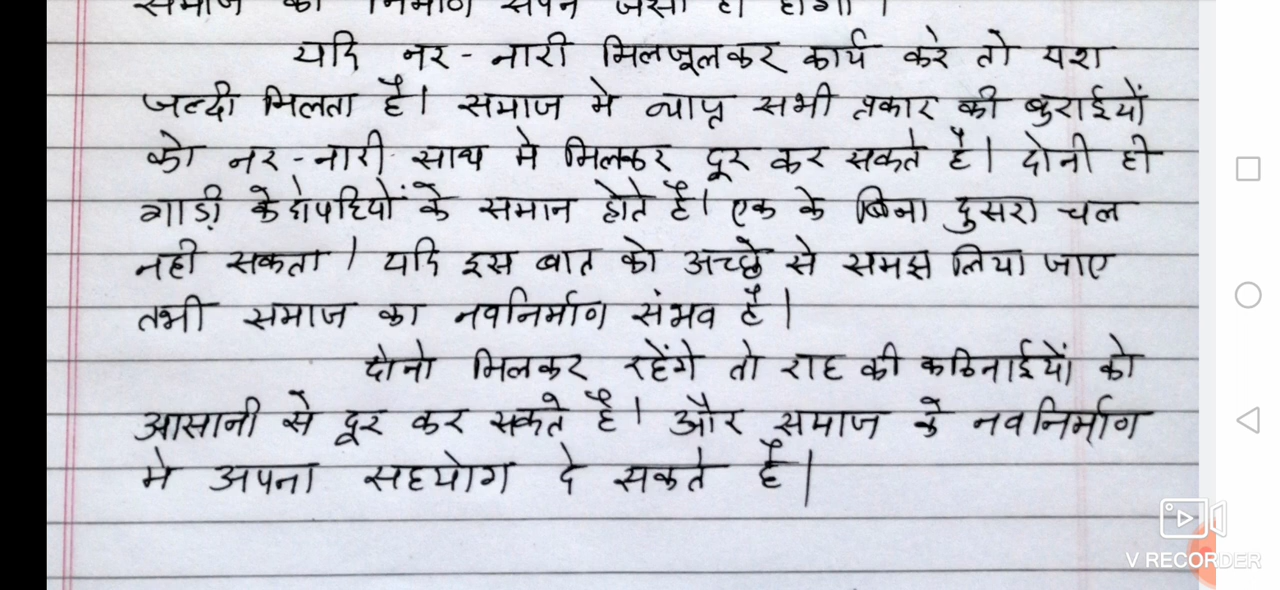 समाज का निर्माण सपने जैसा ही होगा।
यदि नर - नारी मिलजूलकर कार्य करे तो यश
जल्दी मिलता है। समाज मे व्याप्त सभी प्रकार की बुराईयों
को नर - नारी साथ मे मिलकर दूर कर सकते है। दोनी ही
गाडी़ के दो पहियों के समान होते है। एक के बिना दुसरा चल
नही सकता। यदि इस बात को अच्छे से समझ लिया जाए
तभी समाज का नवनिर्माण संभव है।
दोनो मिलकर रहेंगे तो राह की कठिनाईयों को
आसानी से दूर कर सकते है। और समाज के नवनिर्माण
मे अपना सहयोग दे सकते है।
V RECORDER